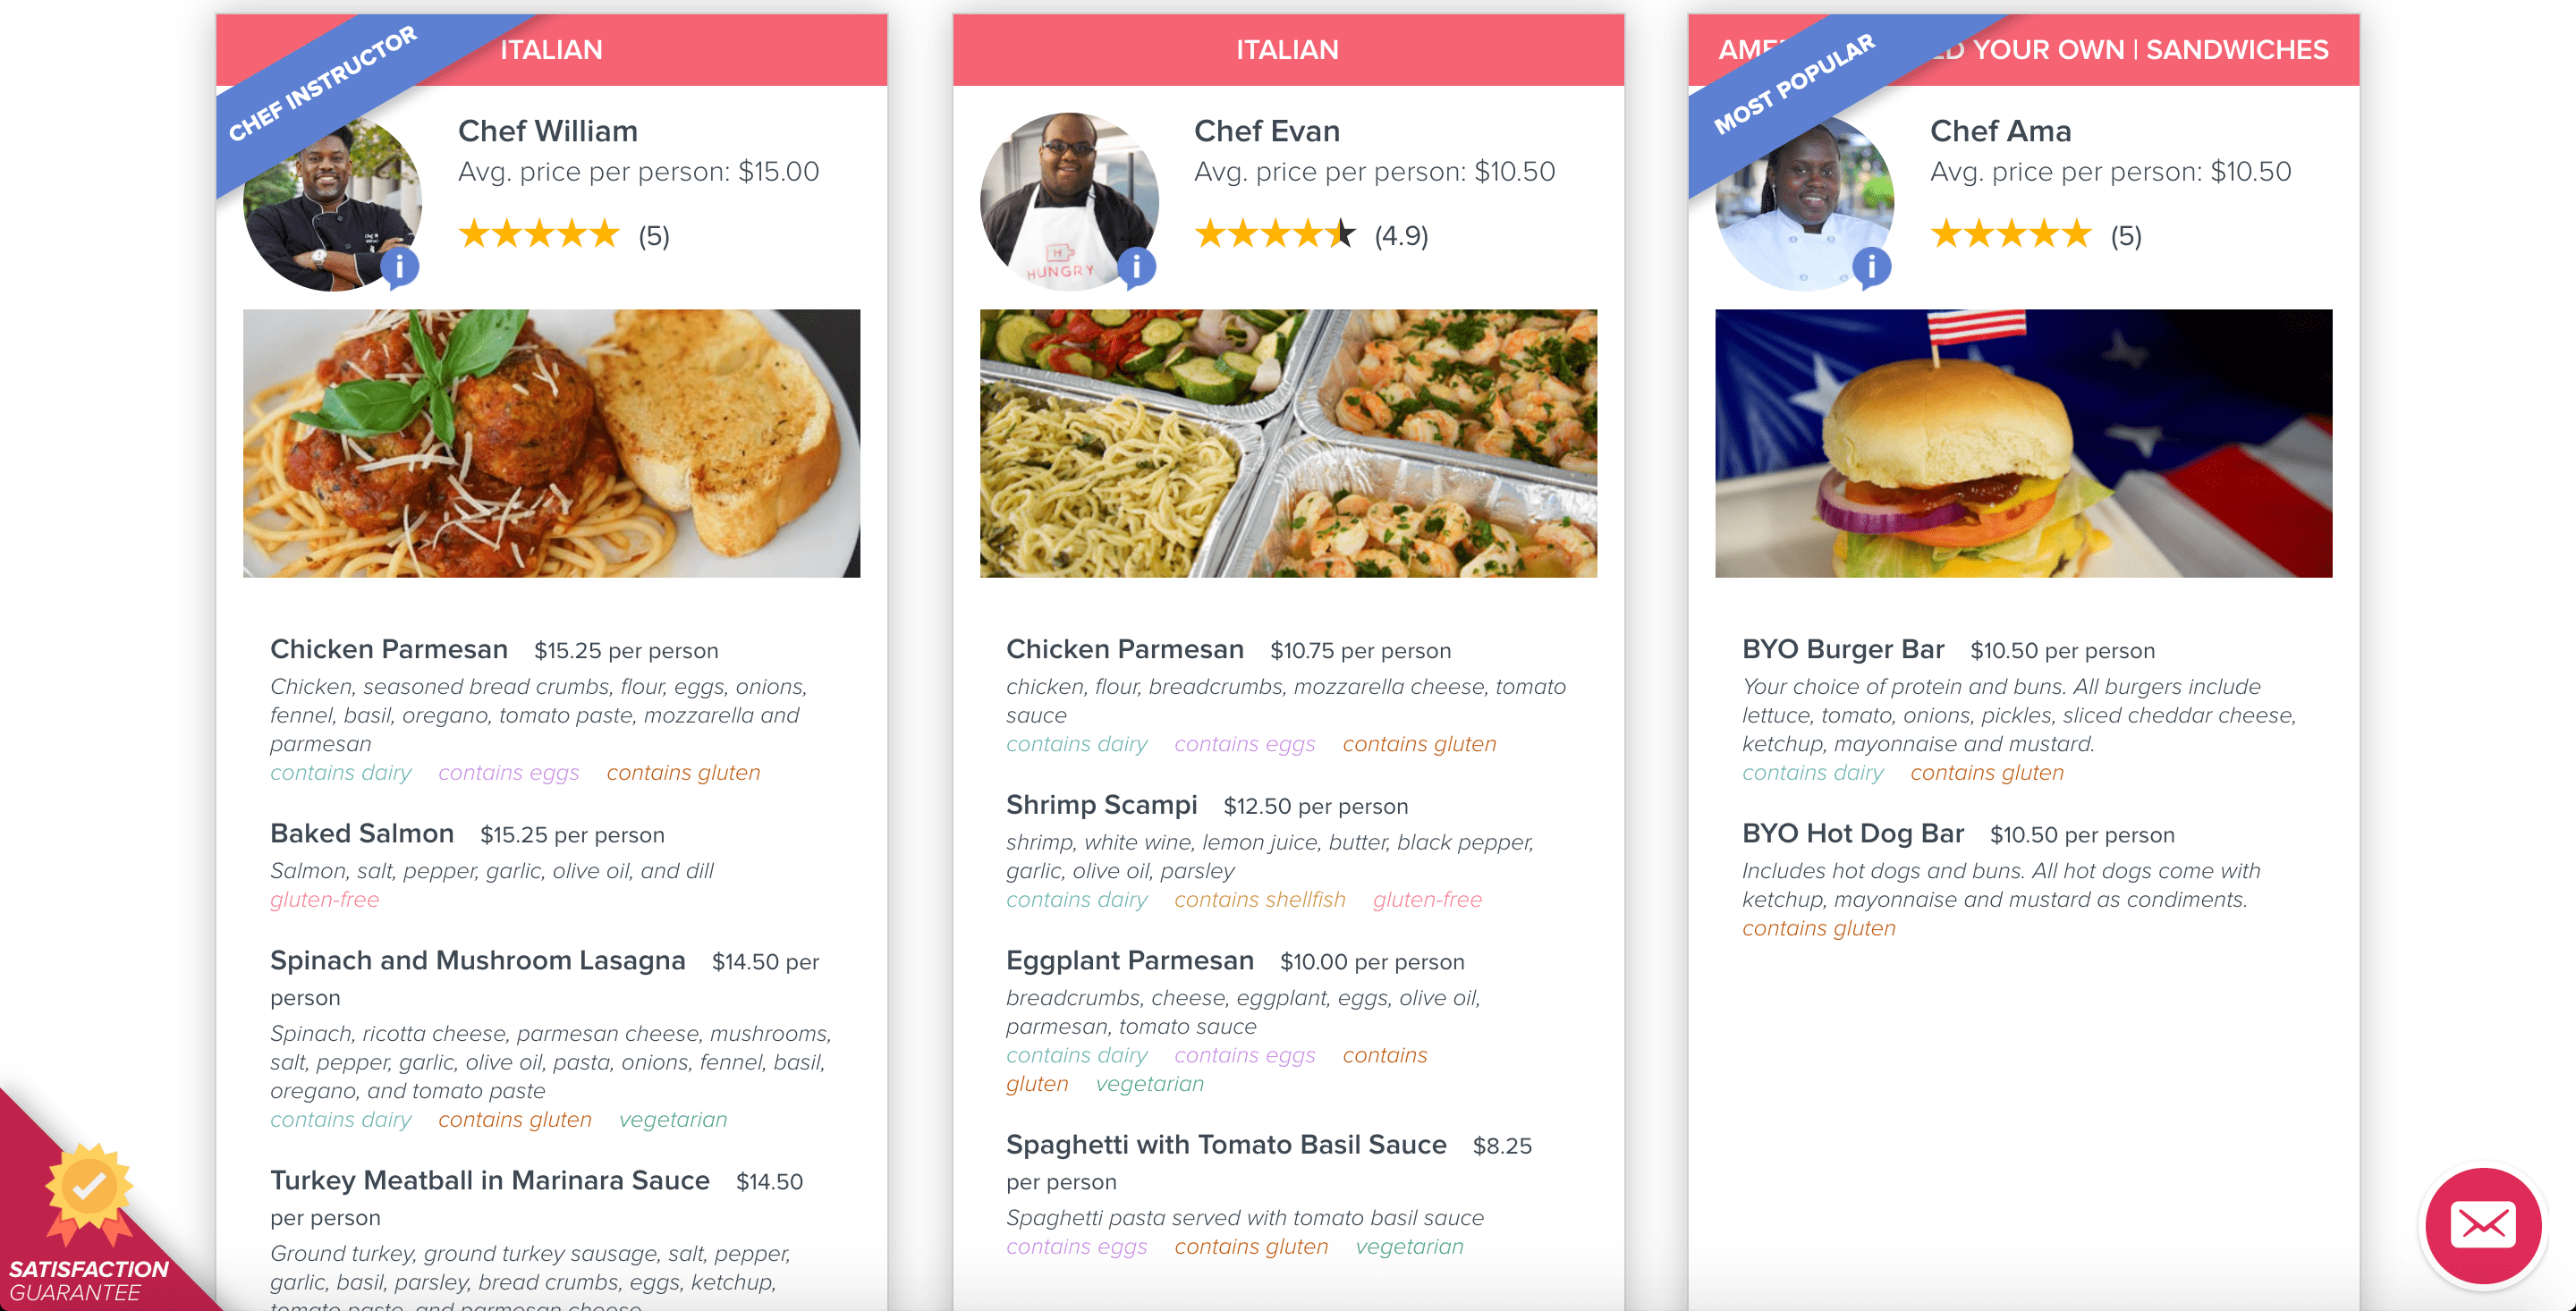 CHEF INSTRUCTOR
ITALIAN
Chef William
Avg. price per person: $15.00
(5)
Chicken Parmesan $15.25 per person
Chicken, seasoned bread crumbs, flour, eggs, onions,
fennel, basil, oregano, tomato paste, mozzarella and
parmesan
contains dairy contains eggs contains gluten
Baked Salmon $15.25 per person
Salmon, salt, pepper, garlic, olive oil, and dill
gluten-free
Spinach and Mushroom Lasagna $14.50 per
person
Spinach, ricotta cheese, parmesan cheese, mushrooms,
salt, pepper, garlic, olive oil, pasta, onions, fennel, basil,
oregano, and tomato paste
contains dairy contains gluten vegetarian
Turkey Meatball in Marinara Sauce $14.50
per person
Ground turkey, ground turkey sausage, salt, pepper,
garlic, basil, parsley, bread crumbs, eggs, ketchup,
tomato paste, and parmesan cheese
ITALIAN
Chef Evan
Avg. price per person: $10.50
(4.9)
HUNGRY
Chicken Parmesan $10.75 per person
chicken, flour, breadcrumbs, mozzarella cheese, tomato
sauce
contains dairy contains eggs contains gluten
Shrimp Scampi $12.50 per person
shrimp, white wine, lemon juice, butter, black pepper,
garlic, olive oil, parsley
contains dairy contains shellfish gluten-free
Eggplant Parmesan $10.00 per person
breadcrumbs, cheese, eggplant, eggs, olive oil,
parmesan, tomato sauce
contains dairy contains eggs contains
gluten vegetarian
Spaghetti with Tomato Basil Sauce $8.25
per person
Spaghetti pasta served with tomato basil sauce
contains eggs contains gluten vegetarian
MOST POPULAR
YOUR OWN | SANDWICHES
Chef Ama
Avg. price per person: $10.50
(5)
BYO Burger Bar $10.50 per person
Your choice of protein and buns. All burgers include
lettuce, tomato, onions, pickles, sliced cheddar cheese,
ketchup, mayonnaise and mustard.
contains dairy contains gluten
BYO Hot Dog Bar $10.50 per person
Includes hot dogs and buns. All hot dogs come with
ketchup, mayonnaise and mustard as condiments.
contains gluten
SATISFACTION
GUARANTEE